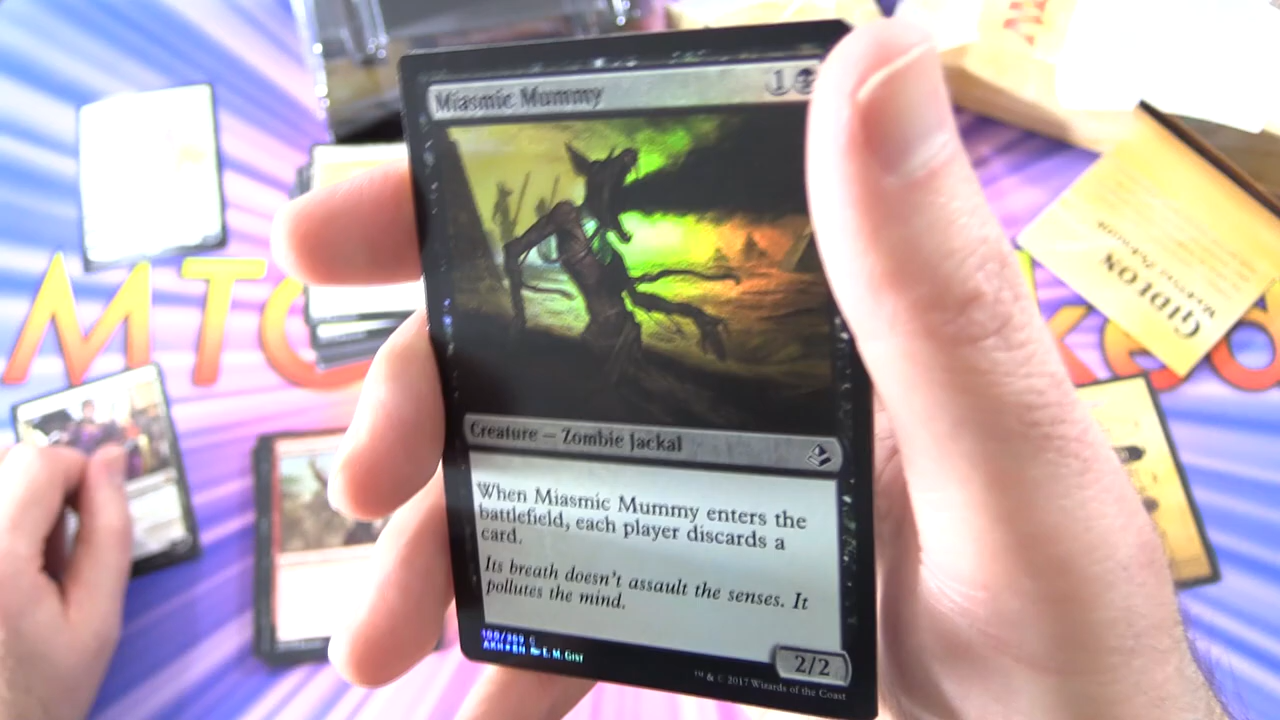 Miasmic Mummy
1
Creature — Zombie Jackal
When Miasmic Mummy enters the
battlefield, each player discards a
card.
Its breath doesn't assault the senses. It
pollutes the mind.
100/269 C
AKH★EN E. M. Gist
2/2
™ & © 2017 Wizards of the Coast
MTG
GIDEON